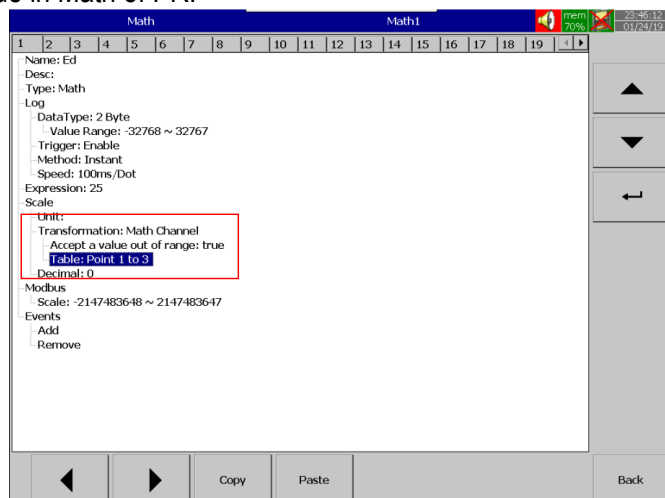 Math Math1 mem 70% 23:46:12 01/24/19
1 2 3 4 5 6 7 8 9 10 11 12 13 14 15 16 17 18 19
Name: Ed
Desc:
Type: Math
Log
DataType: 2 Byte
Value Range: -32768 ~ 32767
Trigger: Enable
Method: Instant
Speed: 100ms/Dot
Expression: 25
Scale
Unit:
Transformation: Math Channel
Accept a value out of range: true
Table: Point 1 to 3
Decimal: 0
Modbus
Scale: -2147483648 ~ 2147483647
Events
Add
Remove
Copy Paste Back